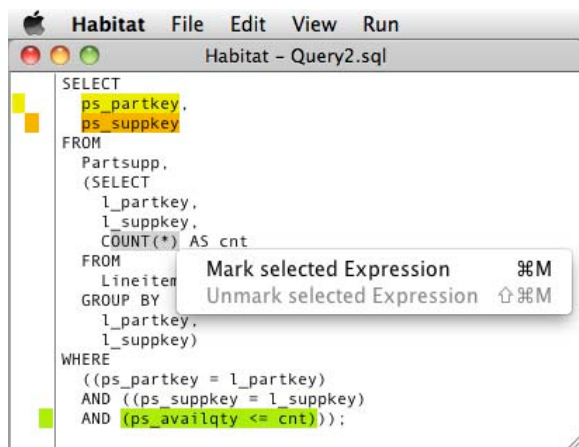 Habitat File Edit View Run
Habitat – Query2.sql
SELECT
ps_partkey,
ps_suppkey
FROM
Partsupp,
(SELECT
l_partkey,
l_suppkey,
COUNT(*) AS cnt
FROM
Lineitem
GROUP BY
l_partkey,
l_suppkey)
WHERE
((ps_partkey = l_partkey)
AND ((ps_suppkey = l_suppkey)
AND (ps_availqty <= cnt)));
Mark selected Expression ⌘M
Unmark selected Expression ⇧⌘M